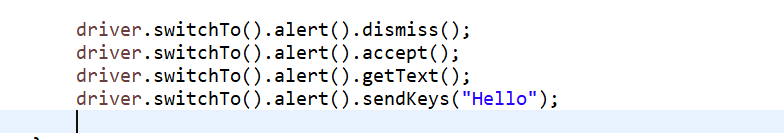 driver.switchTo().alert().dismiss();
driver.switchTo().alert().accept();
driver.switchTo().alert().getText();
driver.switchTo().alert().sendKeys("Hello");